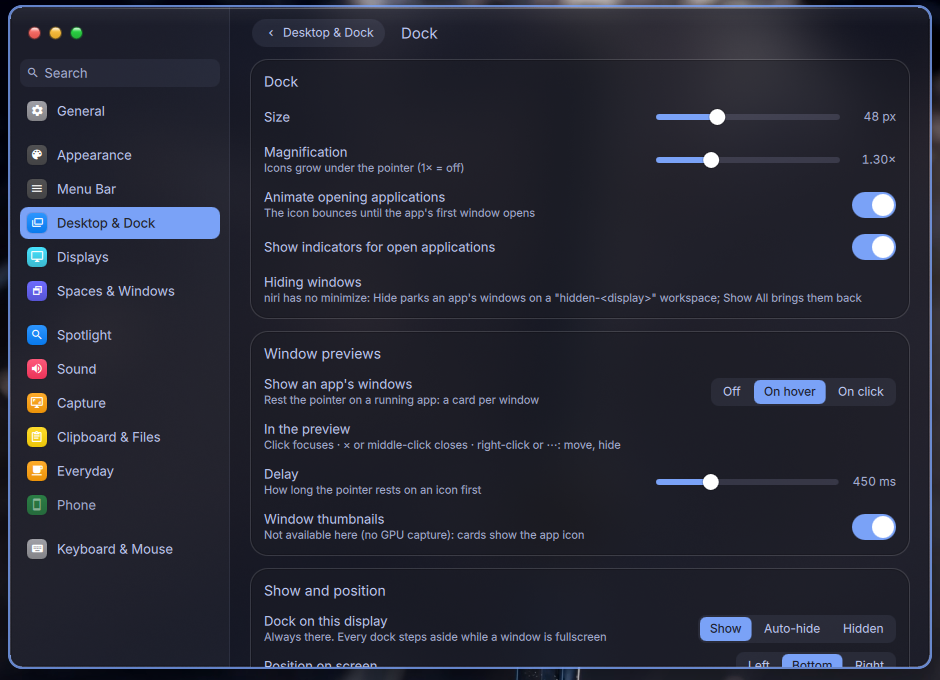 Desktop & Dock
Dock
Search
General
Appearance
Menu Bar
Desktop & Dock
Displays
Spaces & Windows
Spotlight
Sound
Capture
Clipboard & Files
Everyday
Phone
Keyboard & Mouse
Dock
Size
48 px
Magnification
Icons grow under the pointer (1× = off)
1.30×
Animate opening applications
The icon bounces until the app's first window opens
Show indicators for open applications
Hiding windows
niri has no minimize: Hide parks an app's windows on a "hidden-<display>" workspace; Show All brings them back
Window previews
Show an app's windows
Rest the pointer on a running app: a card per window
Off On hover On click
In the preview
Click focuses · × or middle-click closes · right-click or ⋯: move, hide
Delay
How long the pointer rests on an icon first
450 ms
Window thumbnails
Not available here (no GPU capture): cards show the app icon
Show and position
Dock on this display
Always there. Every dock steps aside while a window is fullscreen
Show Auto-hide Hidden
Position on screen
Left Bottom Right